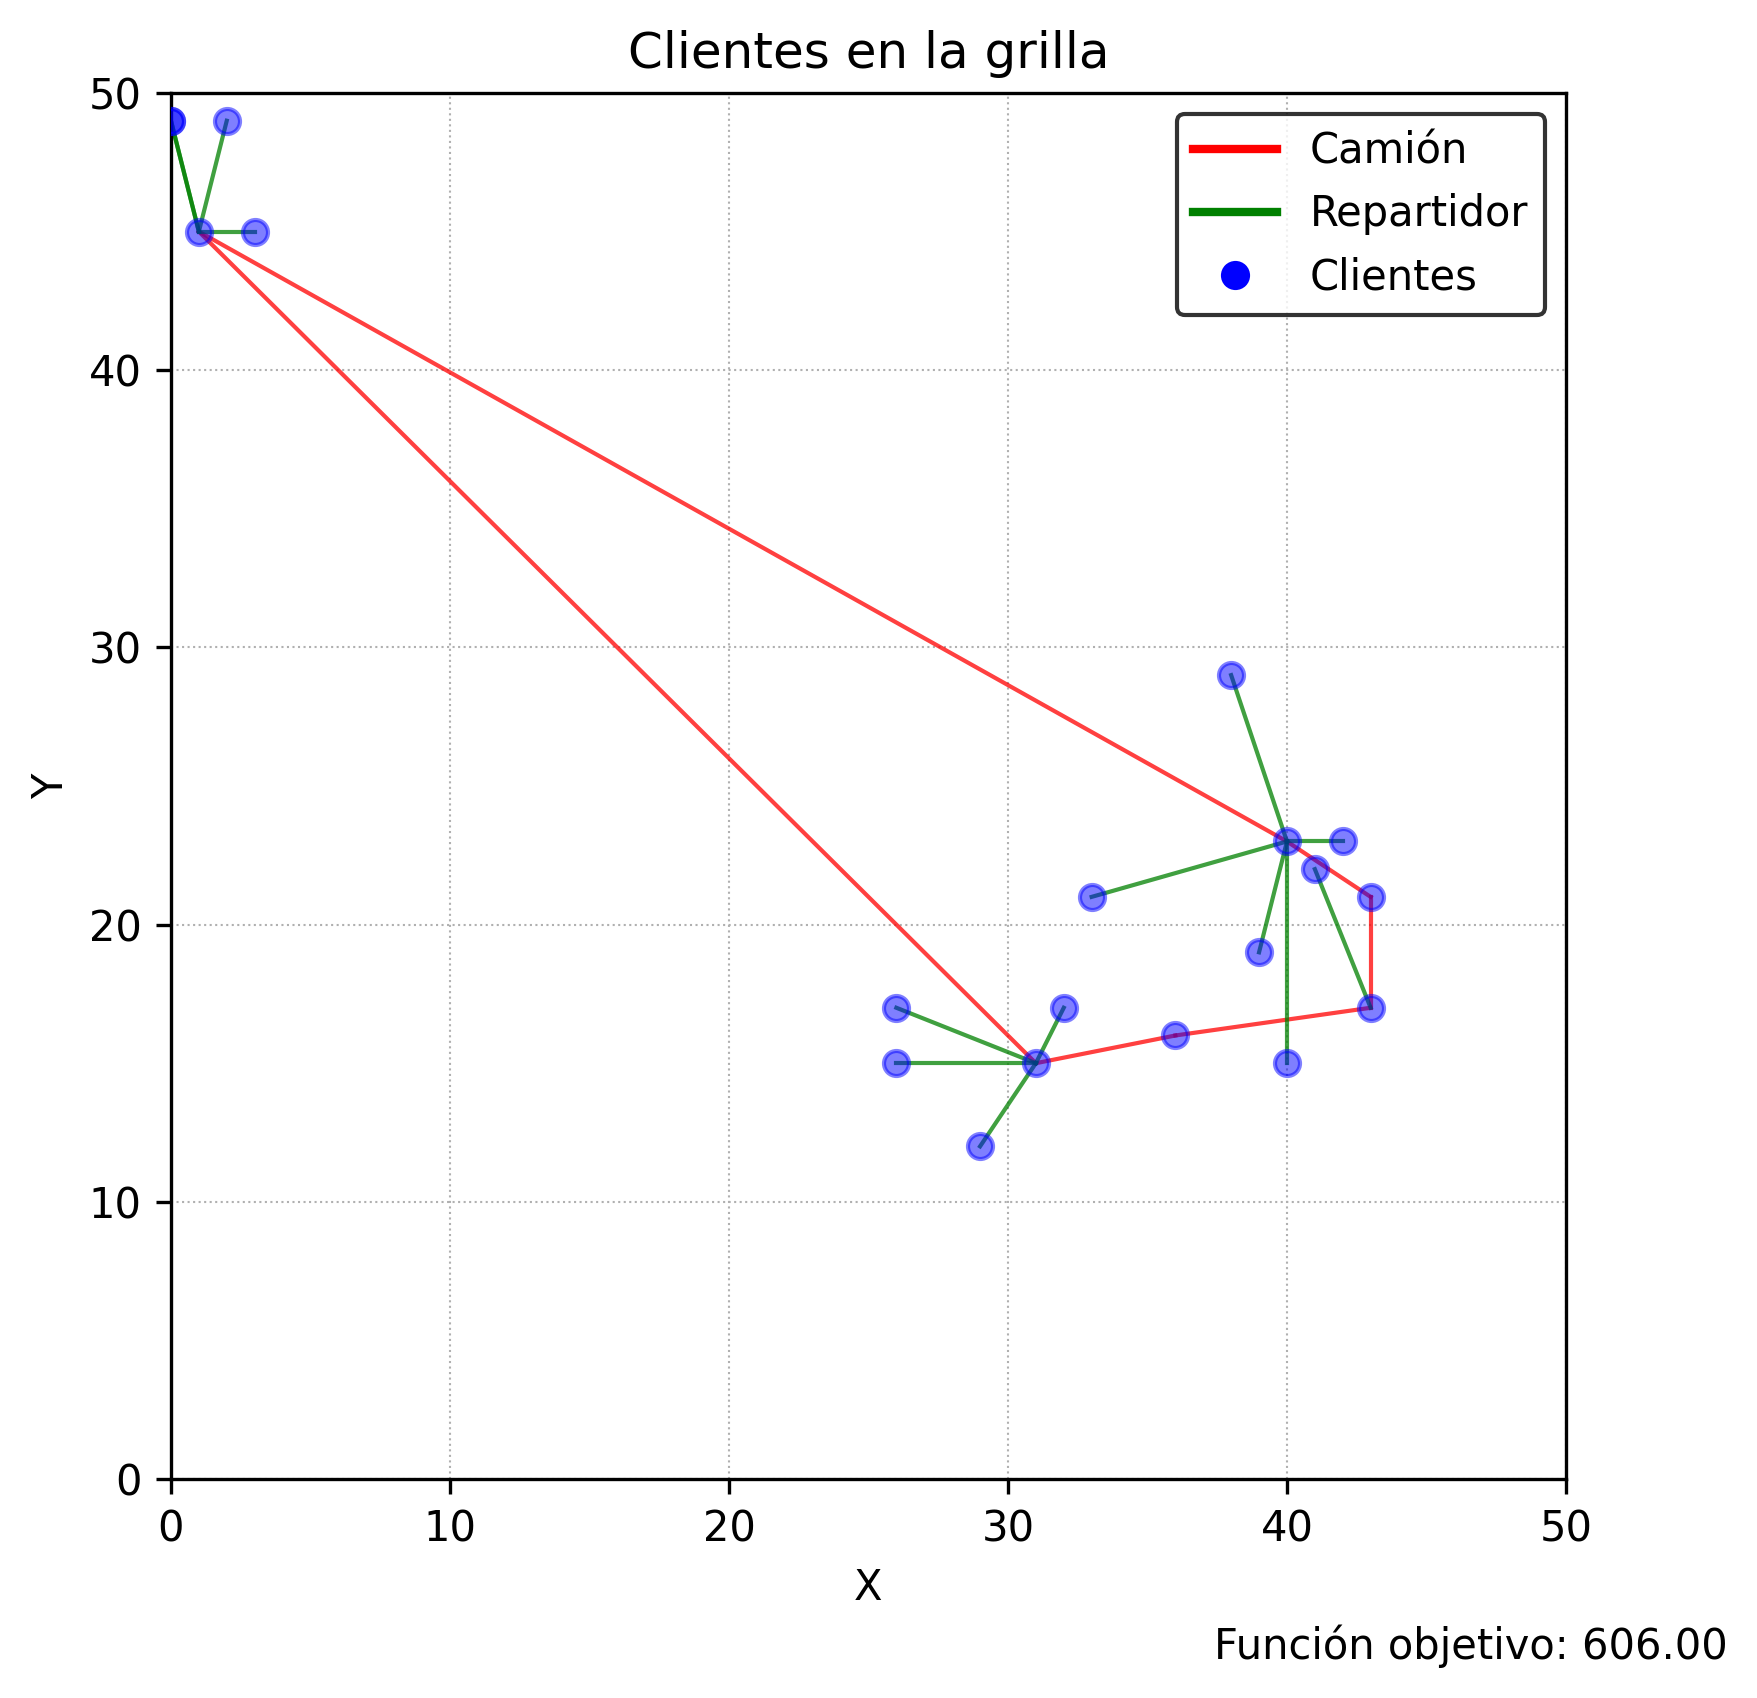 Clientes en la grilla
Camión
Repartidor
Clientes
50
40
30
20
10
0
Y
0 10 20 30 40 50
X
Función objetivo: 606.00